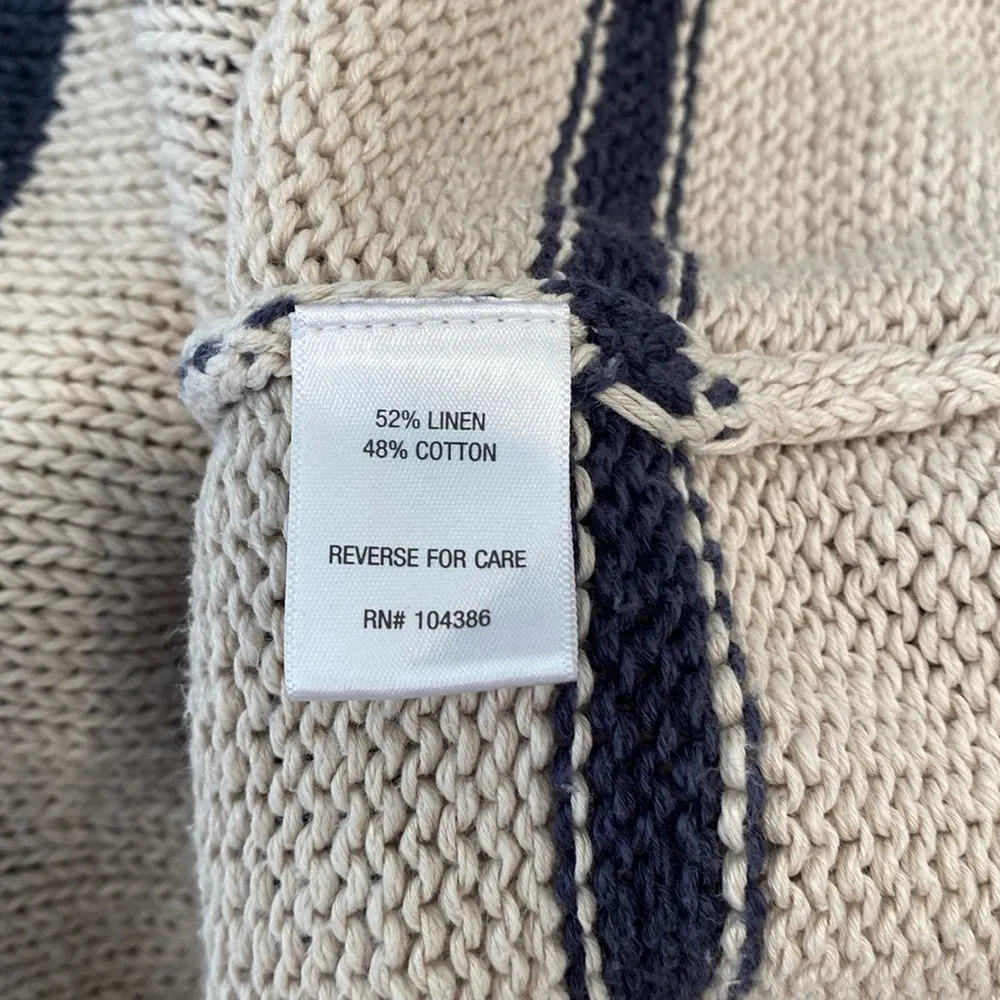 52% LINEN
48% COTTON
REVERSE FOR CARE
RN# 104386